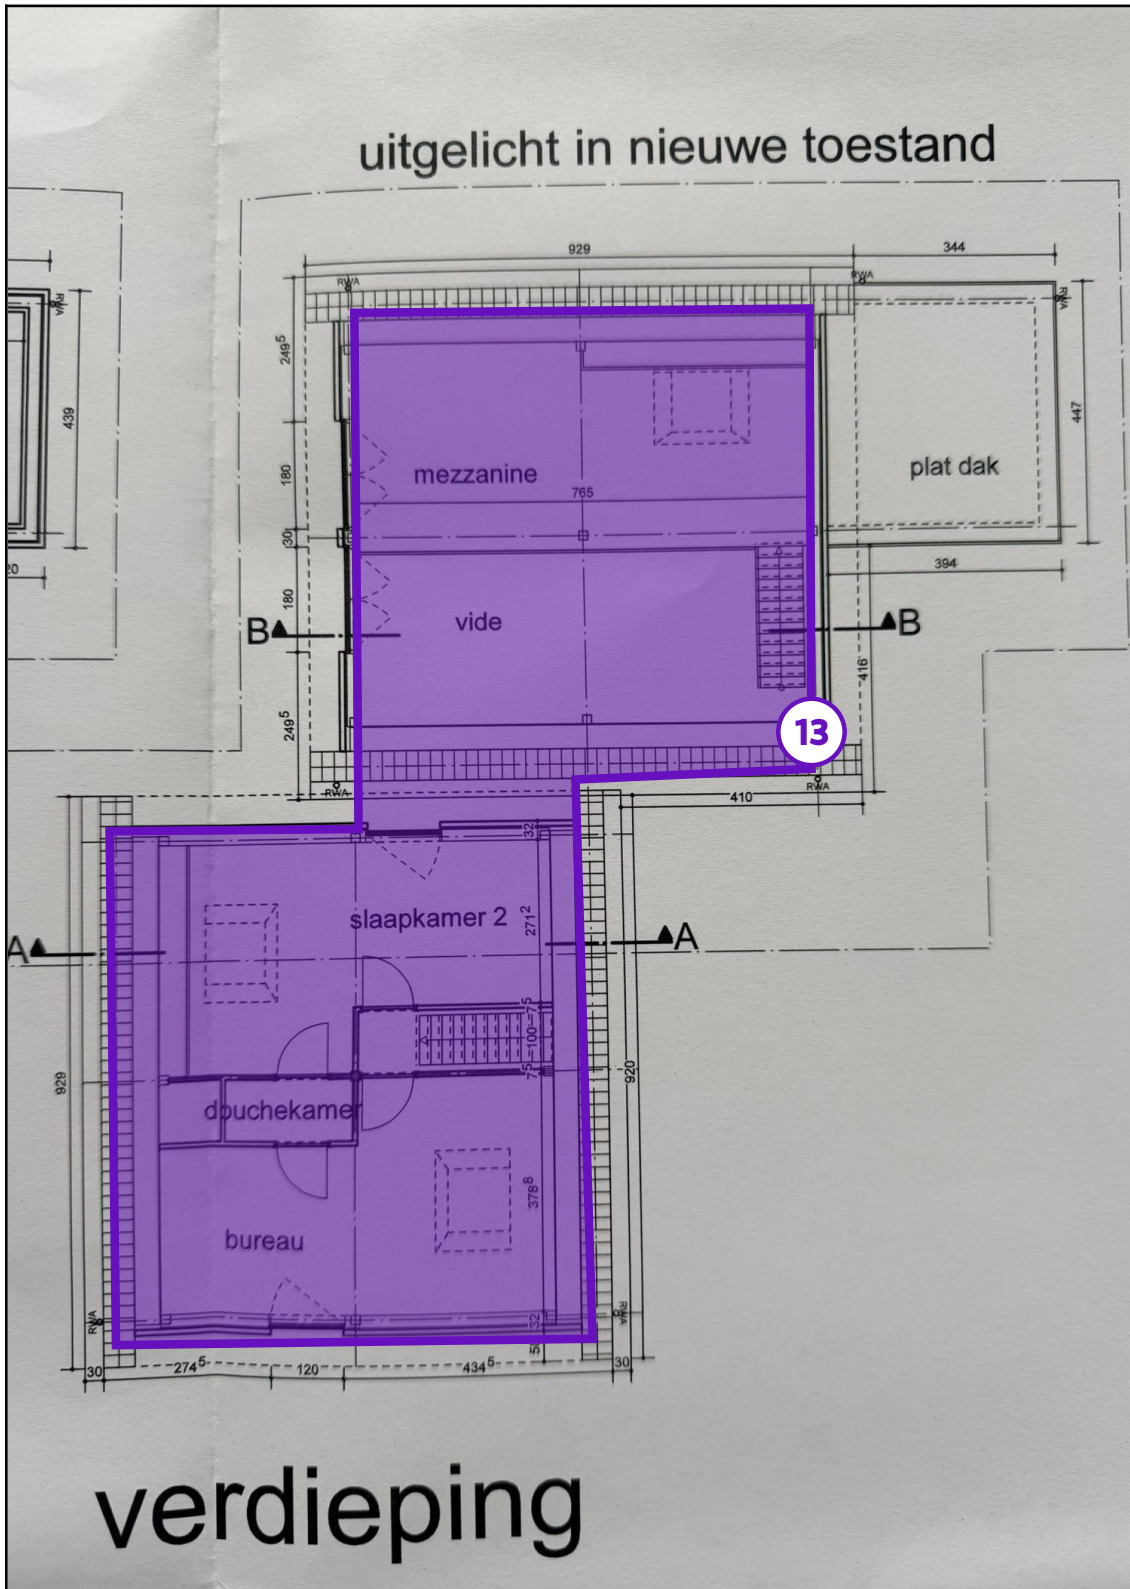 uitgelicht in nieuwe toestand
929
344
RWA
RWA
RWA
RWA
249⁵
439
447
180
mezzanine
plat dak
765
30
20
394
180
vide
B
B
416
249⁵
13
RWA
RWA
410
32
slaapkamer 2
271²
A
A
75
100
75
929
920
douchekamer
378⁸
bureau
RWA
RWA
32
30
274⁵
120
434⁵
30
verdieping